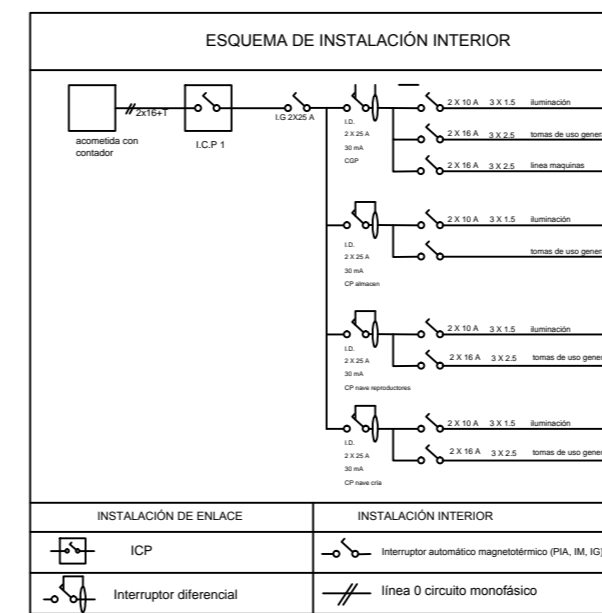 ESQUEMA DE INSTALACIÓN INTERIOR
2x16+T
acometida con
contador
I.C.P 1
I.G 2X25 A
I.D.
2 X 25 A
30 mA
CGP
2 X 10 A 3 X 1.5 iluminación
2 X 16 A 3 X 2.5 tomas de uso gener
2 X 16 A 3 X 2.5 linea maquinas
I.D.
2 X 25 A
30 mA
CP almacen
2 X 10 A 3 X 1.5 iluminación
tomas de uso gener
I.D.
2 X 25 A
30 mA
CP nave reproductores
2 X 10 A 3 X 1.5 iluminación
2 X 16 A 3 X 2.5 tomas de uso gener
I.D.
2 X 25 A
30 mA
CP nave cria
2 X 10 A 3 X 1.5 iluminación
2 X 16 A 3 X 2.5 tomas de uso gener
INSTALACIÓN DE ENLACE
INSTALACIÓN INTERIOR
ICP
Interruptor automático magnetotérmico (PIA, IM, IG)
Interruptor diferencial
línea 0 circuito monofásico